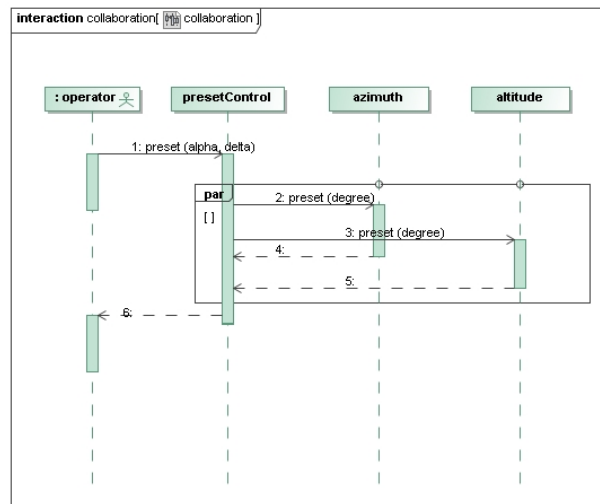 interaction collaboration[ collaboration ]
: operator
presetControl
azimuth
altitude
1: preset (alpha, delta)
par
2: preset (degree)
[ ]
3: preset (degree)
4:
5:
6: